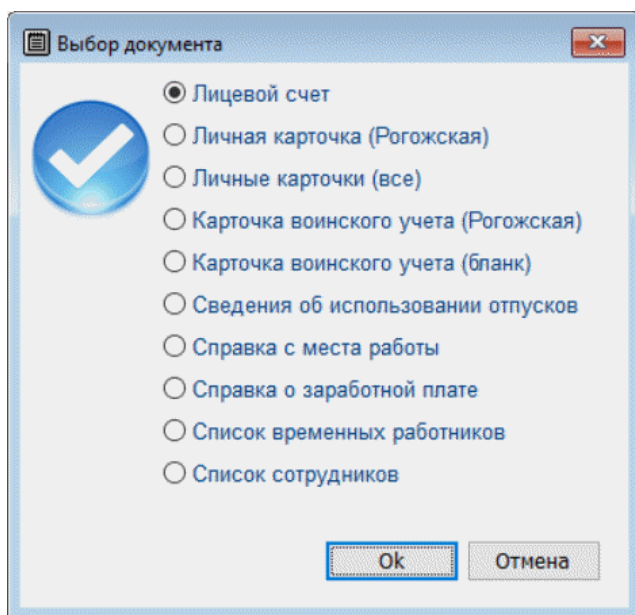 Выбор документа
Лицевой счет
Личная карточка (Рогожская)
Личные карточки (все)
Карточка воинского учета (Рогожская)
Карточка воинского учета (бланк)
Сведения об использовании отпусков
Справка с места работы
Справка о заработной плате
Список временных работников
Список сотрудников
Ok
Отмена